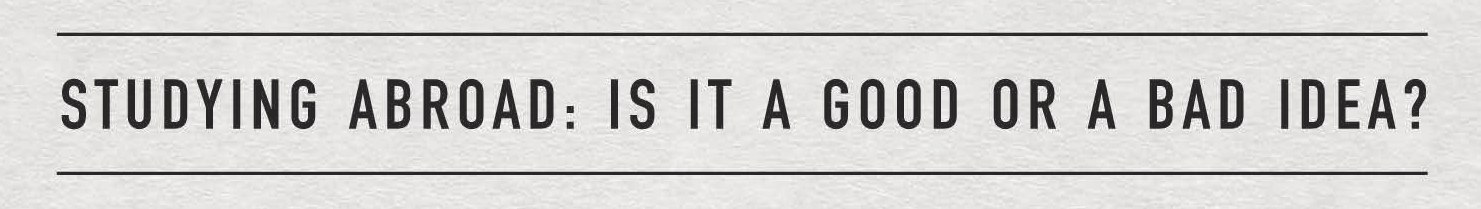 STUDYING ABROAD: IS IT A GOOD OR A BAD IDEA?